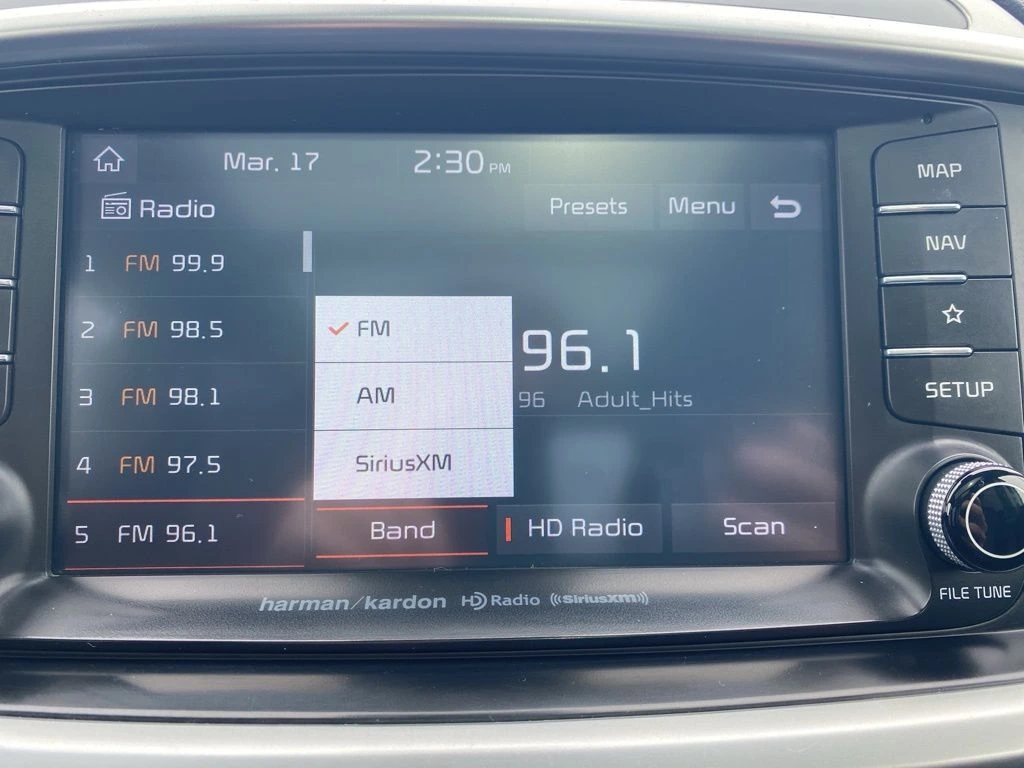 Mar. 17 2:30 PM
Radio Presets Menu
1 FM 99.9
2 FM 98.5
3 FM 98.1
4 FM 97.5
5 FM 96.1
FM
AM
SiriusXM
96.1
96 Adult_Hits
Band HD Radio Scan
harman/kardon HD Radio SiriusXM
MAP
NAV
SETUP
FILE TUNE